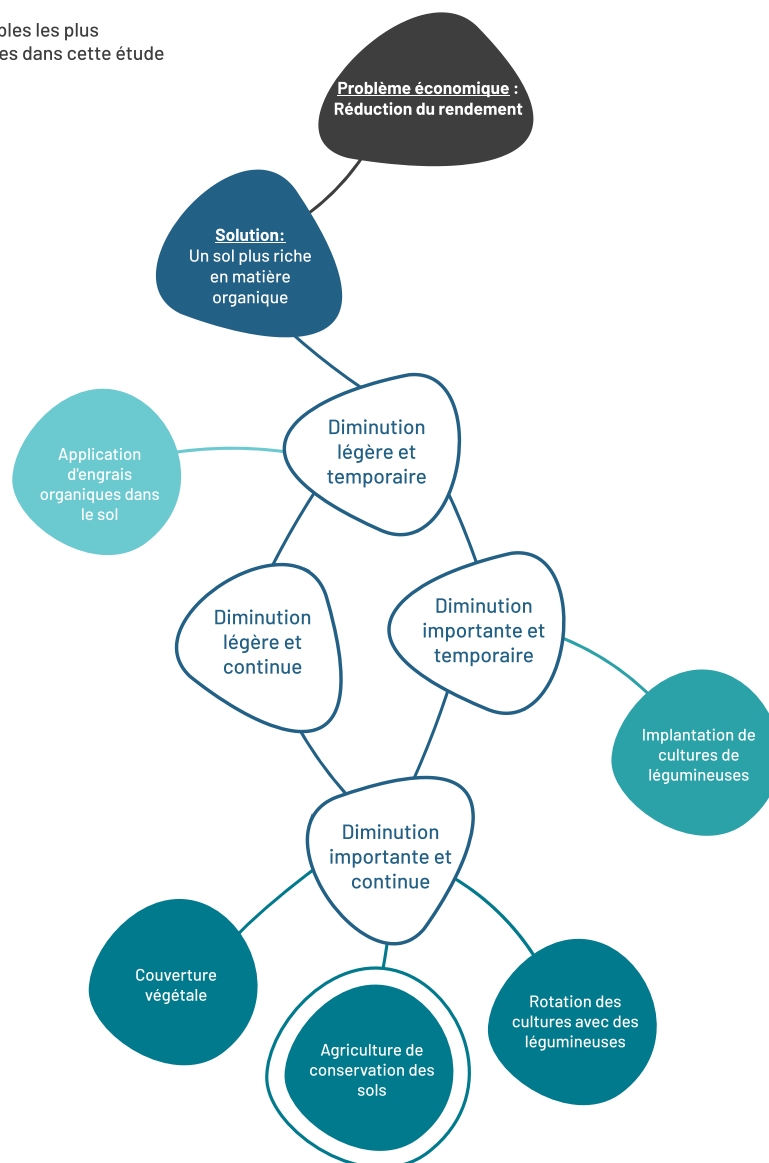 les plus
dans cette étude
Problème économique :
Réduction du rendement
Solution:
Un sol plus riche
en matière
organique
Diminution
légère et
temporaire
Application
d'engrais
organiques dans
le sol
Diminution
légère et
continue
Diminution
importante et
temporaire
Implantation de
cultures de
légumineuses
Diminution
importante et
continue
Couverture
végétale
Agriculture de
conservation des
sols
Rotation des
cultures avec des
légumineuses